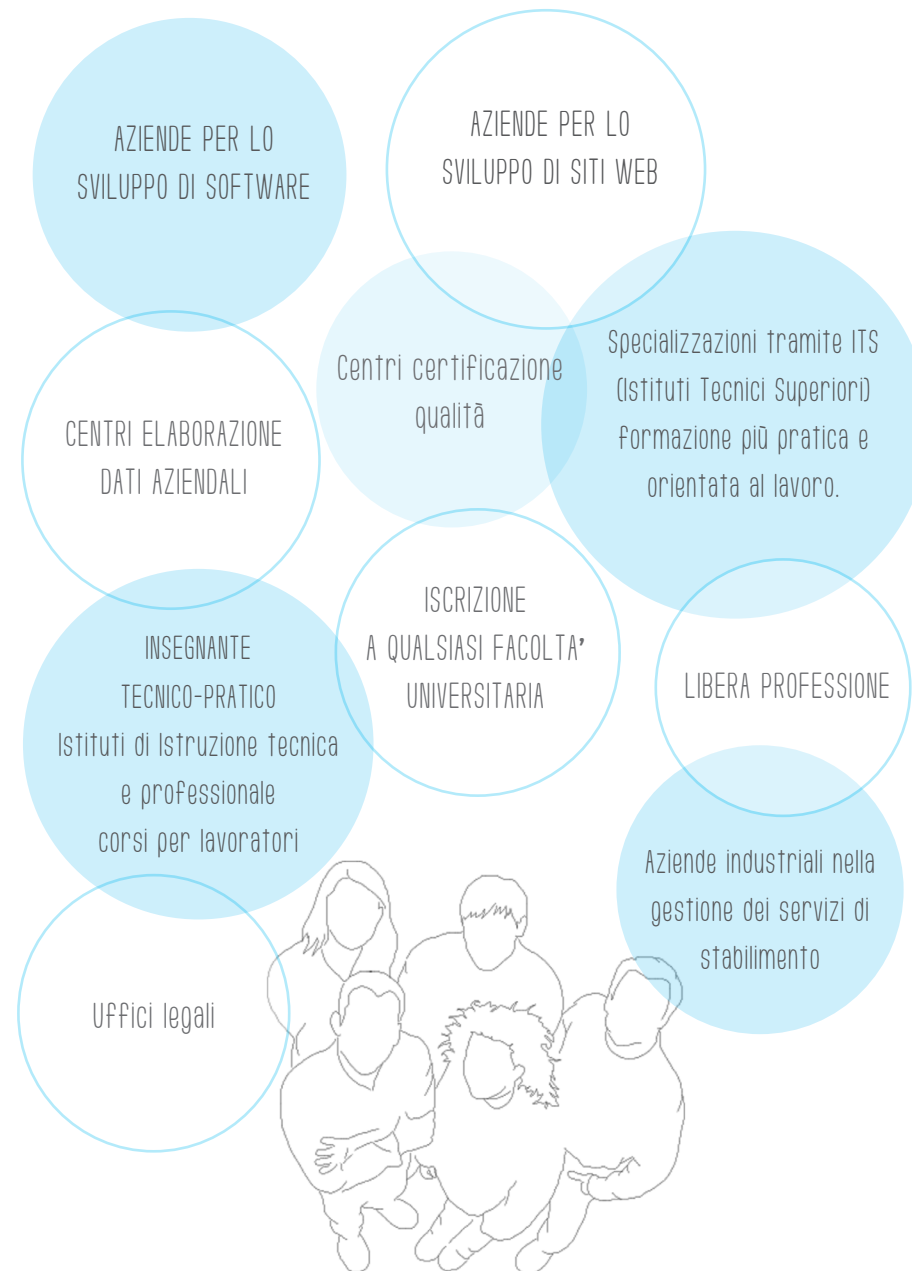 AZIENDE PER LO
SVILUPPO DI SOFTWARE
AZIENDE PER LO
SVILUPPO DI SITI WEB
Centri certificazione
qualità
Specializzazioni tramite ITS
(Istituti Tecnici Superiori)
formazione più pratica e
orientata al lavoro.
CENTRI ELABORAZIONE
DATI AZIENDALI
ISCRIZIONE
A QUALSIASI FACOLTA'
UNIVERSITARIA
INSEGNANTE
TECNICO-PRATICO
Istituti di Istruzione tecnica
e professionale
corsi per lavoratori
LIBERA PROFESSIONE
Aziende industriali nella
gestione dei servizi di
stabilimento
Uffici legali